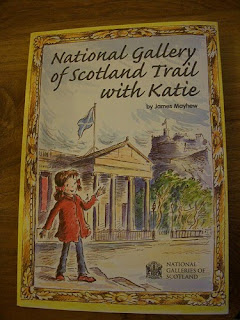 National Gallery
of Scotland Trail
with Katie
by James Mayhew
NATIONAL
GALLERIES OF
SCOTLAND